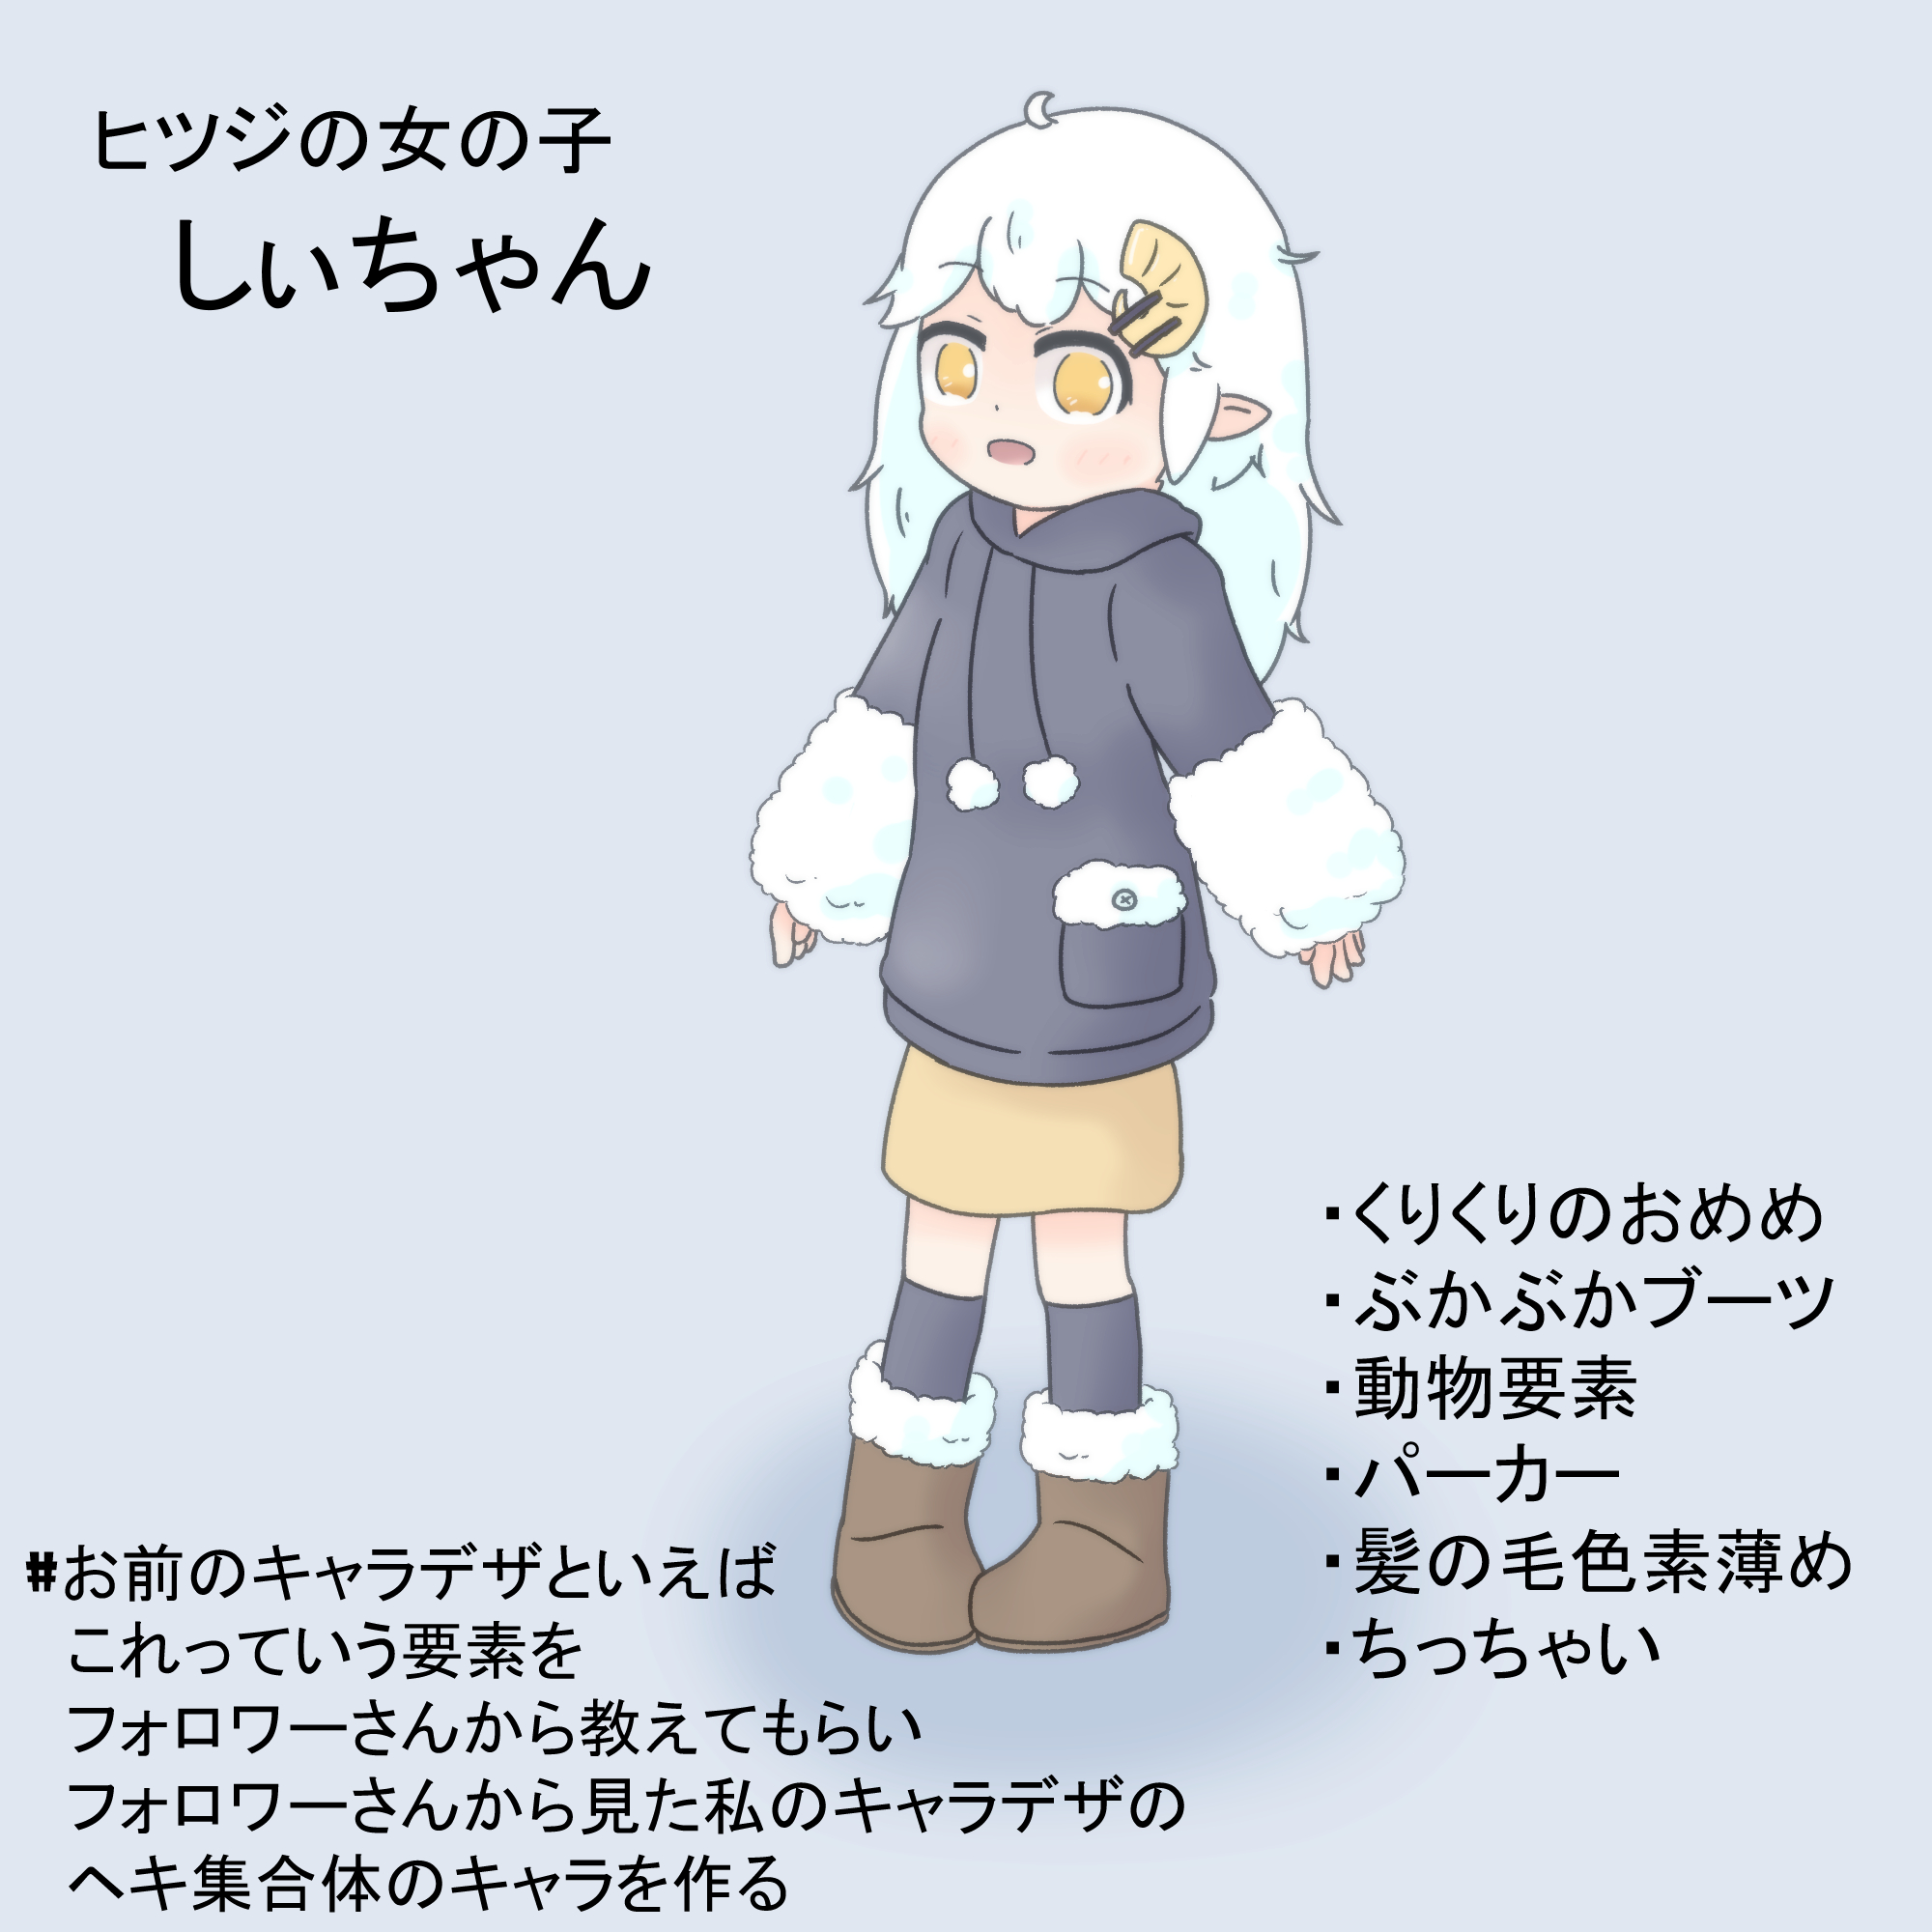 ヒツジの女の子
しぃちゃん
・くりくりのおめめ
・ぶかぶかブーツ
・動物要素
・パーカー
・髪の毛色素薄め
・ちっちゃい
#お前のキャラデザといえば
これっていう要素を
フォロワーさんから教えてもらい
フォロワーさんから見た私のキャラデザの
ヘキ集合体のキャラを作る